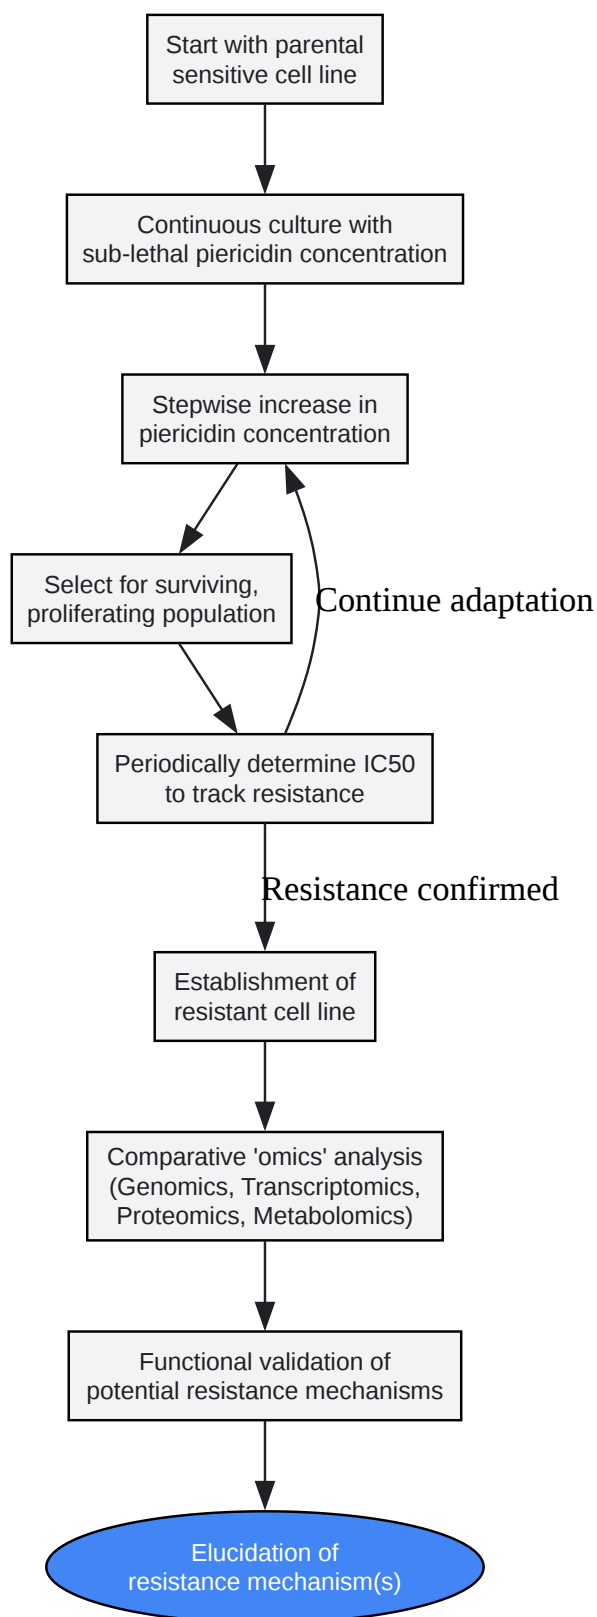 Start with parental
sensitive cell line
Continuous culture with
sub-lethal piericidin concentration
Stepwise increase in
piericidin concentration
Select for surviving,
proliferating population
Continue adaptation
Periodically determine IC50
to track resistance
Resistance confirmed
Establishment of
resistant cell line
Comparative 'omics' analysis
(Genomics, Transcriptomics,
Proteomics, Metabolomics)
Functional validation of
potential resistance mechanisms
Elucidation of
resistance mechanism(s)